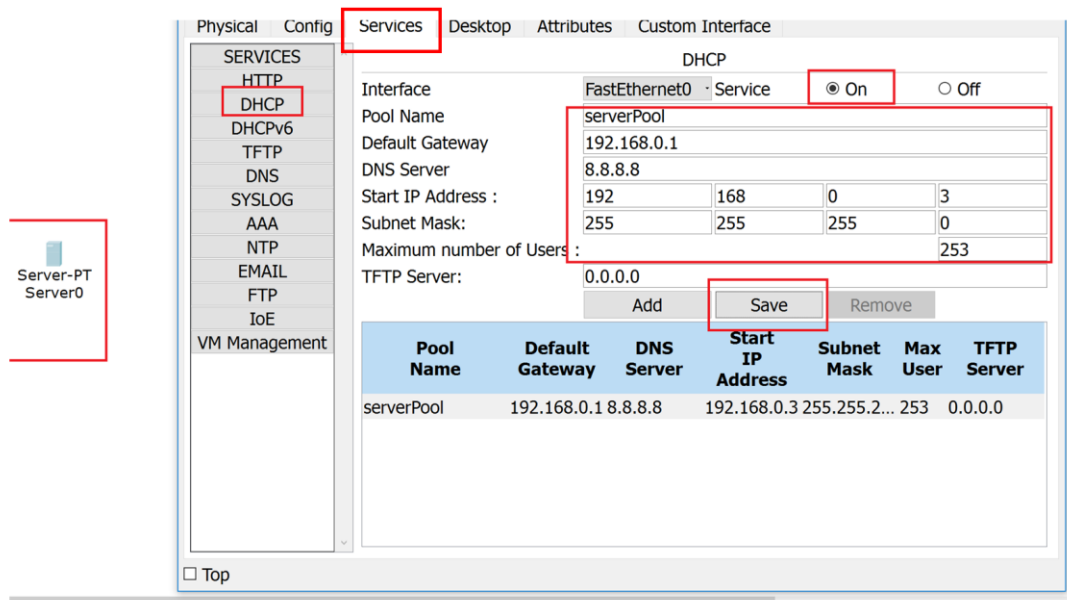 Physical Config Services Desktop Attributes Custom Interface
SERVICES
HTTP
DHCP
DHCPv6
TFTP
DNS
SYSLOG
AAA
NTP
EMAIL
FTP
IoE
VM Management
DHCP
Interface FastEthernet0 Service On Off
Pool Name serverPool
Default Gateway 192.168.0.1
DNS Server 8.8.8.8
Start IP Address : 192 168 0 3
Subnet Mask: 255 255 255 0
Maximum number of Users : 253
TFTP Server: 0.0.0.0
Add Save Remove
Pool Name Default Gateway DNS Server Start IP Address Subnet Mask Max User TFTP Server
serverPool 192.168.0.1 8.8.8.8 192.168.0.3 255.255.2... 253 0.0.0.0
Top
Server-PT
Server0